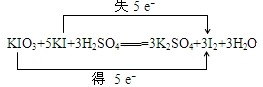 失 5 e⁻
KIO₃+5KI+3H₂SO₄===3K₂SO₄+3I₂+3H₂O
得 5 e⁻